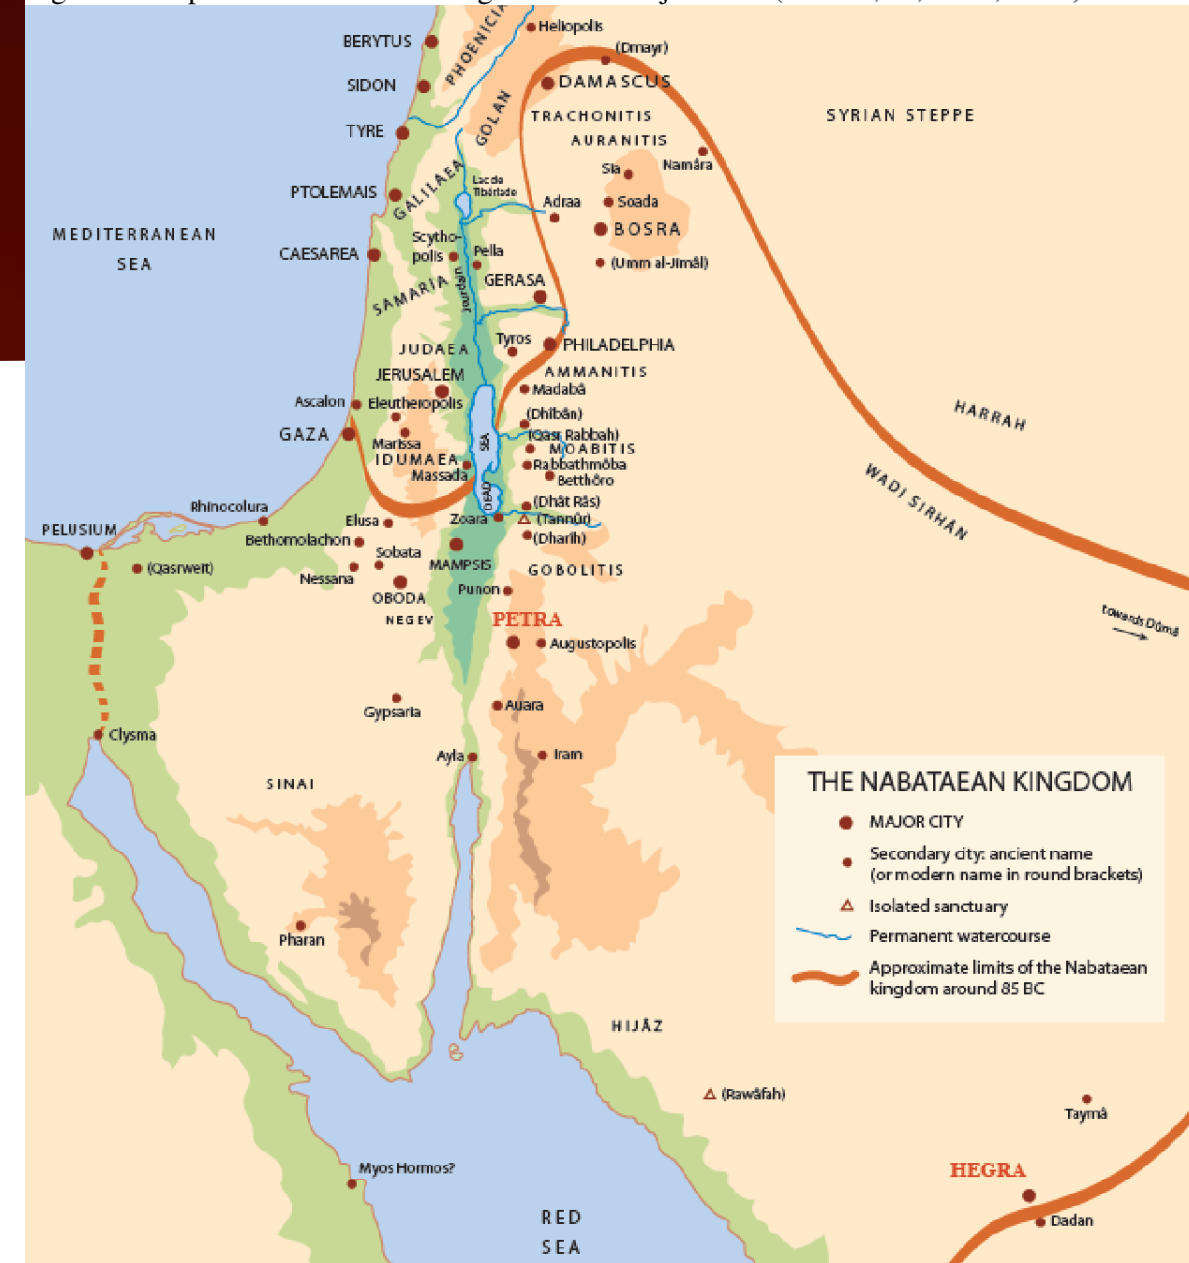 Heliopolis
BERYTUS
(Dmayr)
PHOENICIA
SIDON
DAMASCUS
GOLAN
TRACHONITIS
SYRIAN STEPPE
TYRE
AURANITIS
Namâra
Sia
GALILAEA
Lac de
Tibériade
PTOLEMAIS
Adraa
Soada
MEDITERRANEAN
SEA
BOSRA
Scytho-
polis
Pella
CAESAREA
(Umm al-Jimâl)
GERASA
SAMARIA
Jourdain
Tyros
PHILADELPHIA
JUDAEA
AMMANITIS
JERUSALEM
Madabâ
Ascalon
Eleutheropolis
(Dhîbân)
HARRAH
GAZA
(Qasr Rabbah)
Marissa
MOABITIS
IDUMAEA
Rabbathmôba
Massada
Betthôro
DEAD SEA
WADI SIRHÂN
(Dhât Râs)
Rhinocolura
Elusa
Zoara
(Tannûr)
PELUSIUM
Bethomolachon
(Dharîh)
Sobata
(Qasrweit)
MAMPSIS
GOBOLITIS
Nessana
Punon
OBODA
NEGEV
PETRA
towards Dûmâ
Augustopolis
Gypsaria
Auara
Clysma
Ayla
Iram
SINAI
THE NABATAEAN KINGDOM
MAJOR CITY
Secondary city: ancient name
(or modern name in round brackets)
Isolated sanctuary
Permanent watercourse
Approximate limits of the Nabataean
kingdom around 85 BC
Pharan
HIJÂZ
(Rawâfah)
Taymâ
Myos Hormos?
HEGRA
RED
SEA
Dadan